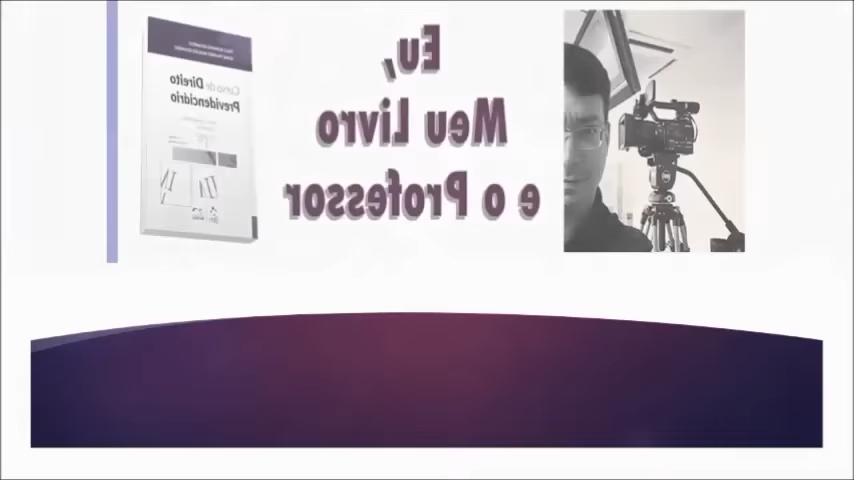 Eu,
Meu Livro
e o Professor
Curso de Direito
Previdenciário